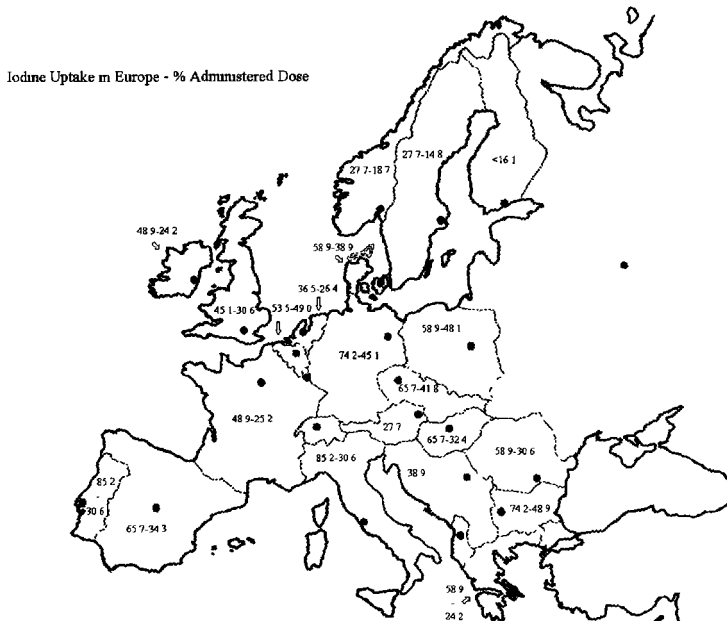 Iodine Uptake in Europe - % Administered Dose
27 7-18 7
27 7-14 8
<16 1
48 9-24 2
58 9-38 9
36 5-26 4
45 1-30 6
53 5-49 0
58 9-48 1
74 2-45 1
65 7-41 8
48 9-25 2
27 7
65 7-32 4
58 9-30 6
85 2-30 6
38 9
85 2
30 6
65 7-34 3
74 2-48 9
58 9
24 2